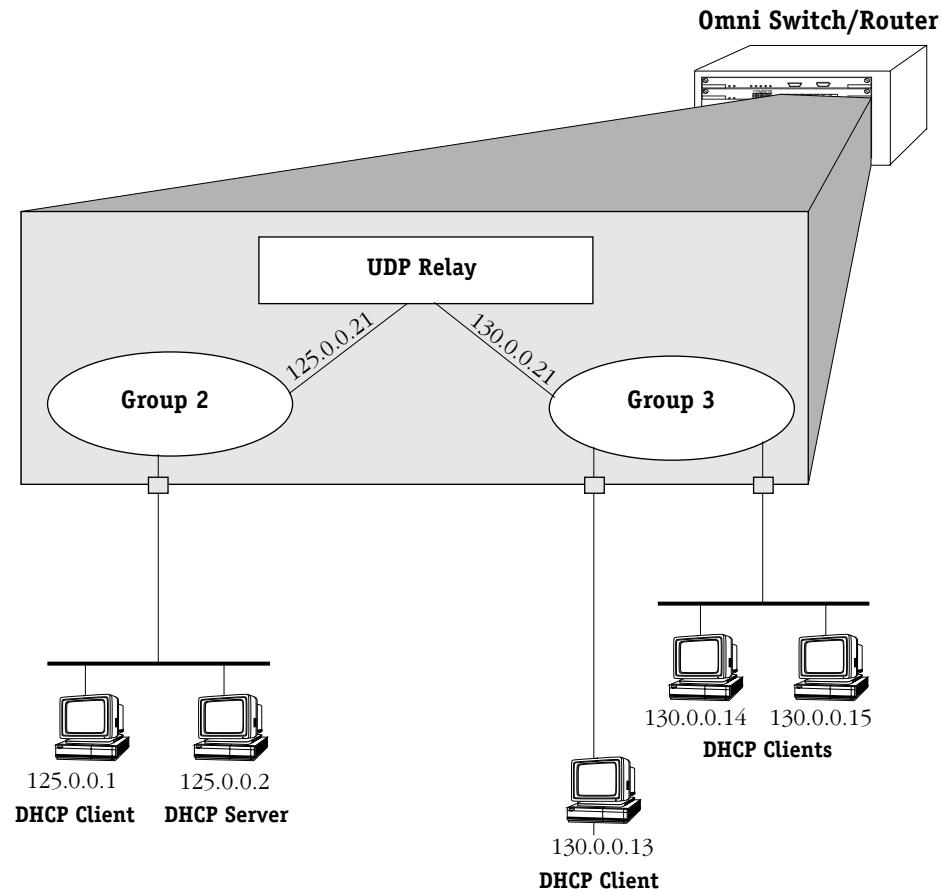 Omni Switch/Router
UDP Relay
125.0.0.21
130.0.0.21
Group 2
Group 3
130.0.0.14
130.0.0.15
DHCP Clients
125.0.0.1
125.0.0.2
DHCP Client
DHCP Server
130.0.0.13
DHCP Client